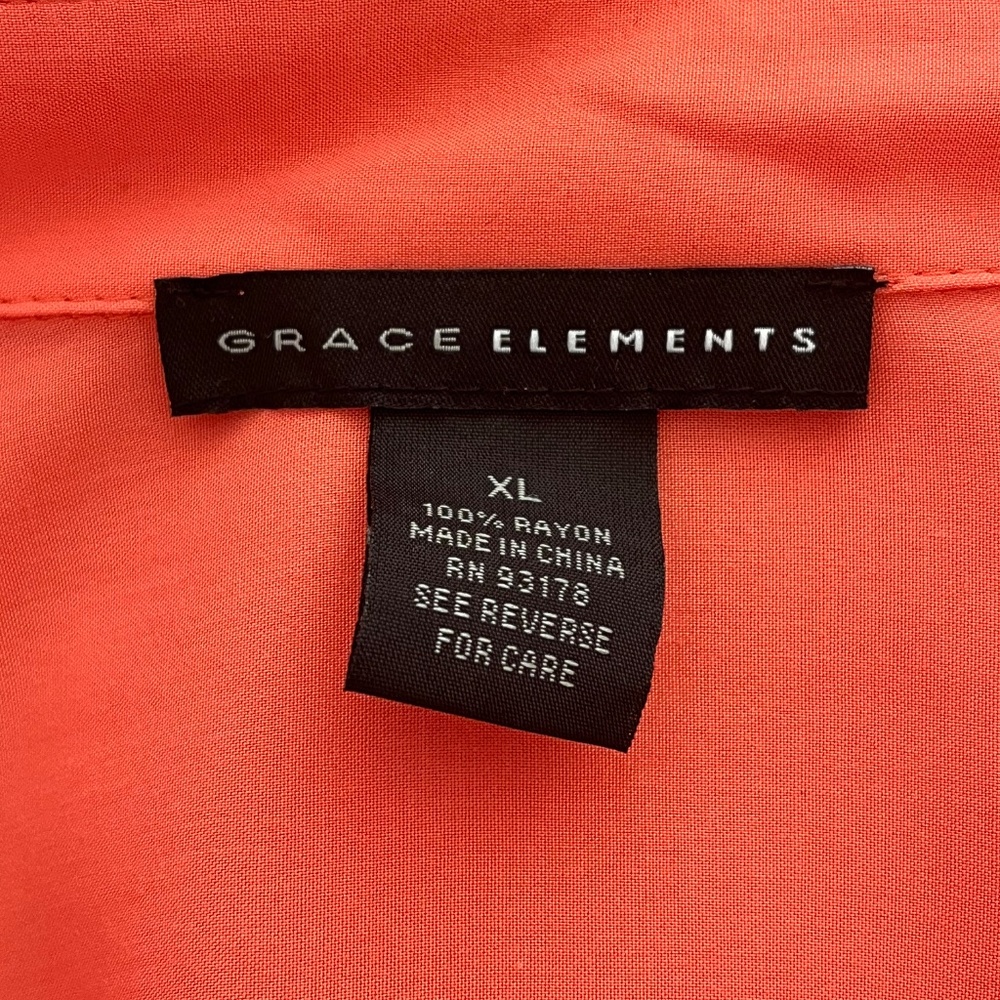 GRACE ELEMENTS
XL
100% RAYON
MADE IN CHINA
RN 93178
SEE REVERSE
FOR CARE